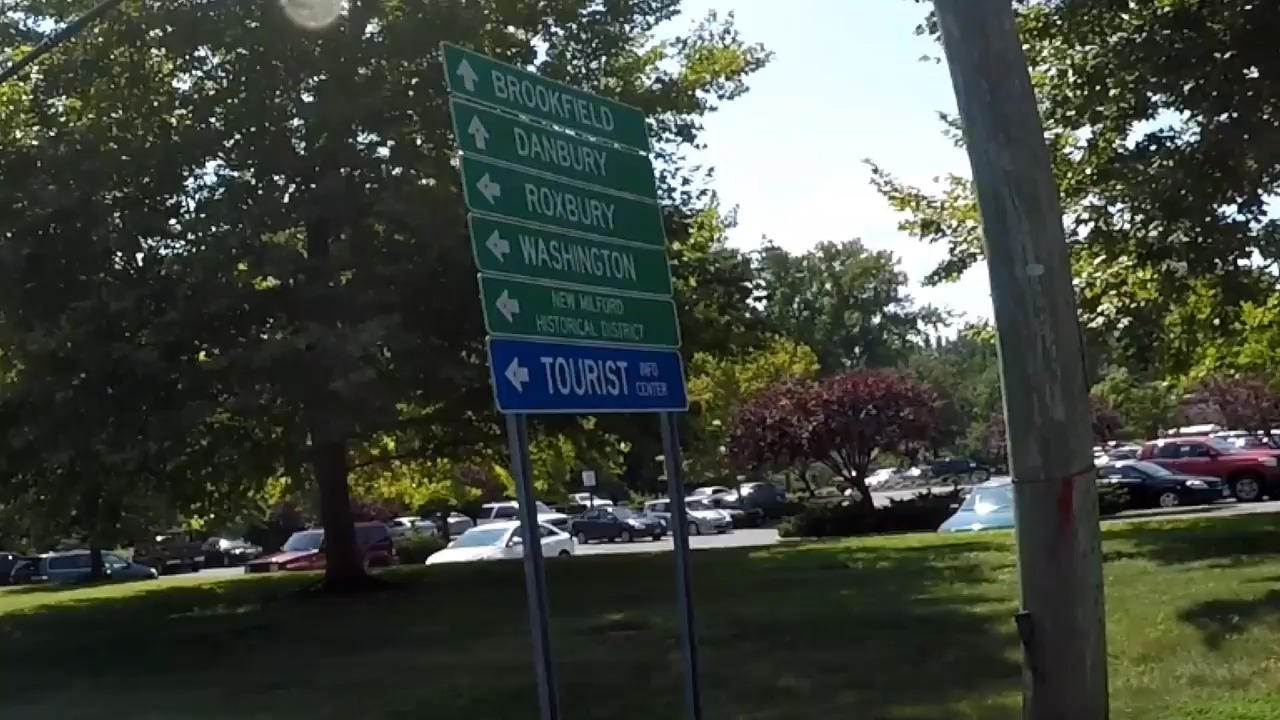 BROOKFIELD
DANBURY
ROXBURY
WASHINGTON
NEW MILFORD
HISTORICAL DISTRICT
TOURIST INFO
CENTER